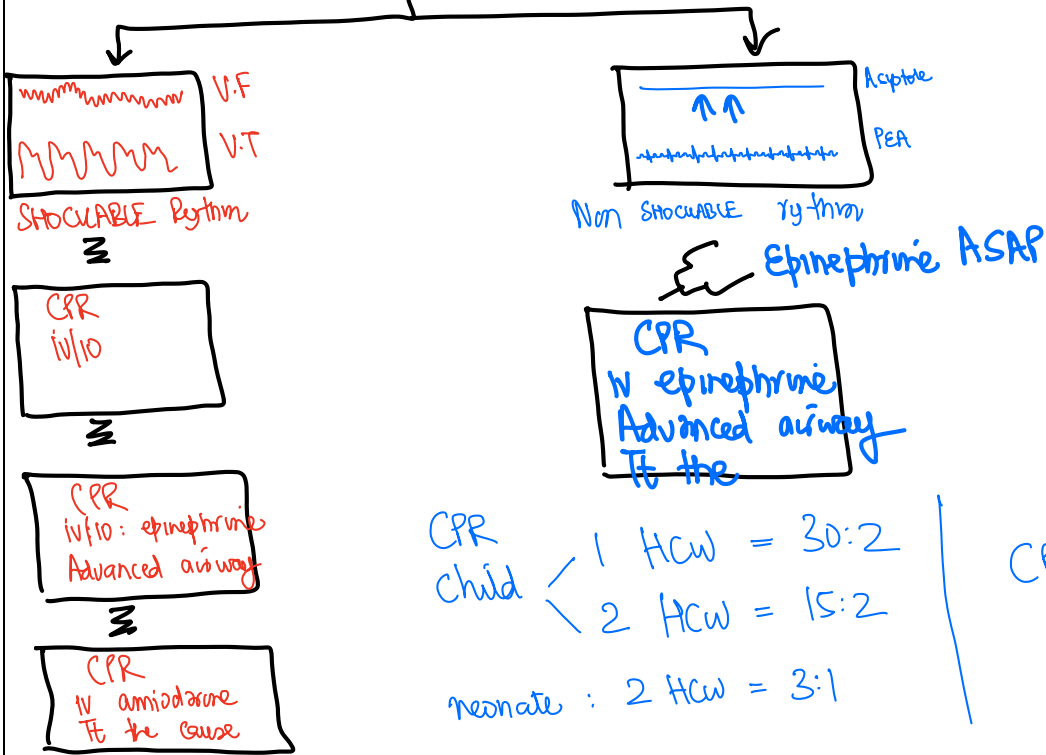 V.F
V.T
SHOCKABLE Rythm
CPR
iv/io
CPR
iv/io: epinephrine
Advanced airway
CPR
iv amiodarone
Tt the cause
Asystole
PEA
Non SHOCKABLE rythm
Epinephrine ASAP
CPR
iv epinephrine
Advanced airway
Tt the
CPR
Child
1 HCW = 30:2
2 HCW = 15:2
neonate : 2 HCW = 3:1